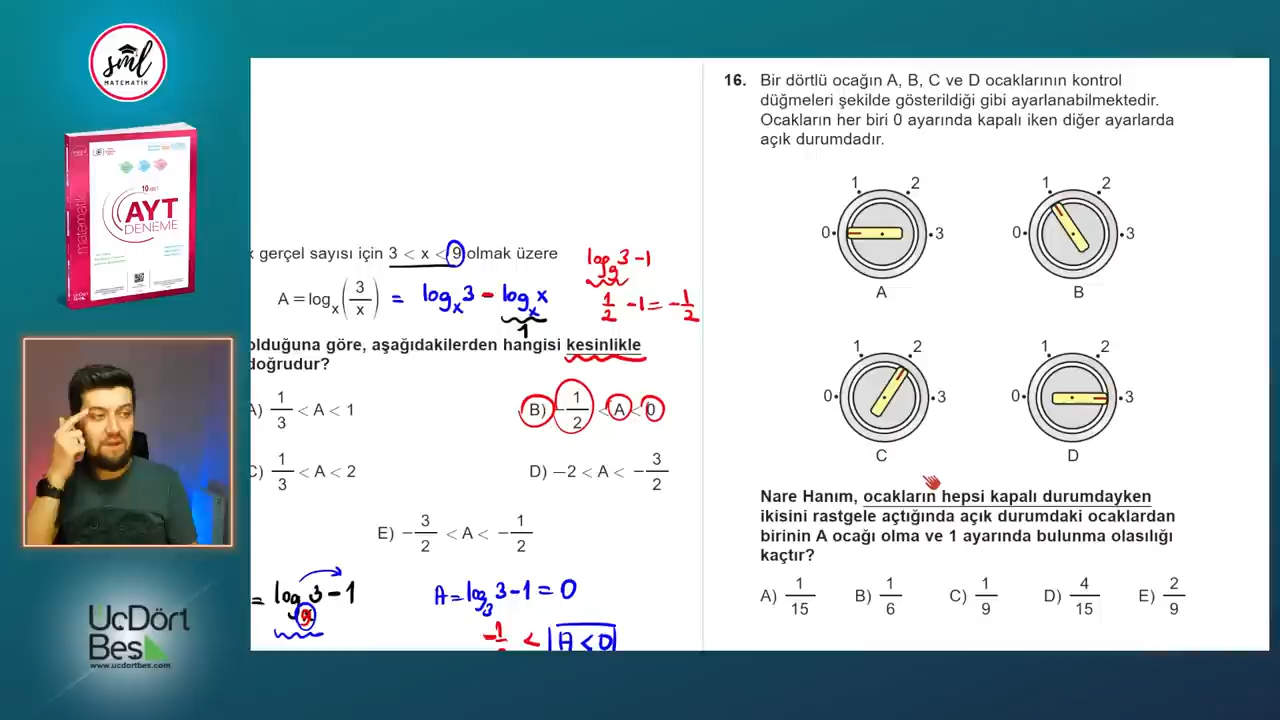 sml
MATEMATİK
10 ADET
AYT
DENEME
matematik
UcDört
Bes
www.ucdortbes.com
x gerçel sayısı için 3 < x < 9 olmak üzere
A = log_x (3/x) = log_x 3 - log_x x
1
log_9 3 - 1
1/2 - 1 = -1/2
olduğuna göre, aşağıdakilerden hangisi kesinlikle
doğrudur?
A) 1/3 < A < 1
B) -1/2 < A < 0
C) 1/3 < A < 2
D) -2 < A < -3/2
E) -3/2 < A < -1/2
= log 3 - 1
A = log_3 3 - 1 = 0
A < 0
16. Bir dörtlü ocağın A, B, C ve D ocaklarının kontrol
düğmeleri şekilde gösterildiği gibi ayarlanabilmektedir.
Ocakların her biri 0 ayarında kapalı iken diğer ayarlarda
açık durumdadır.
0 1 2 3
A
0 1 2 3
B
0 1 2 3
C
0 1 2 3
D
Nare Hanım, ocakların hepsi kapalı durumdayken
ikisini rastgele açtığında açık durumdaki ocaklardan
birinin A ocağı olma ve 1 ayarında bulunma olasılığı
kaçtır?
A) 1/15 B) 1/6 C) 1/9 D) 4/15 E) 2/9